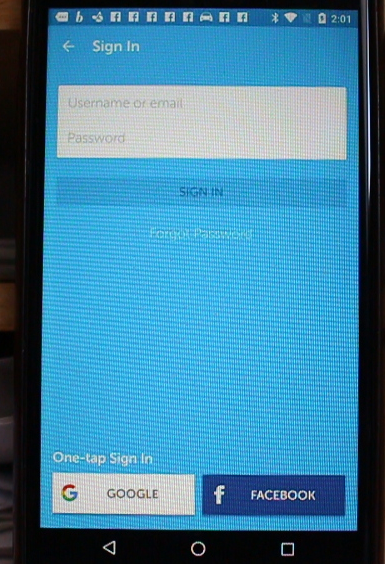 2:01
Sign In
Username or email
Password
SIGN IN
Forgot Password
One-tap Sign In
GOOGLE
FACEBOOK